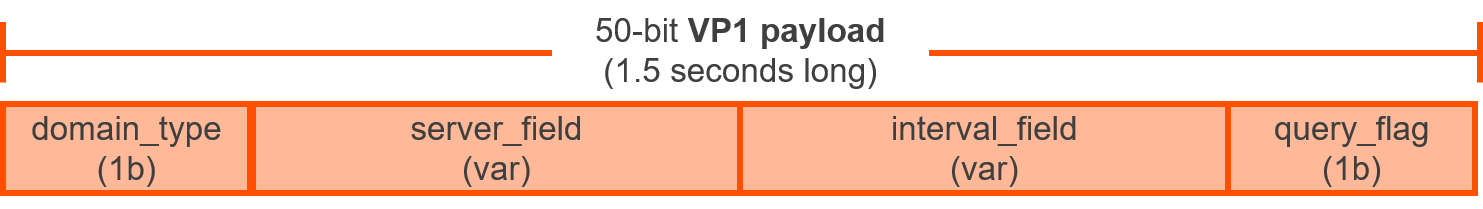 50-bit VP1 payload
(1.5 seconds long)
domain_type
(1b)
server_field
(var)
interval_field
(var)
query_flag
(1b)